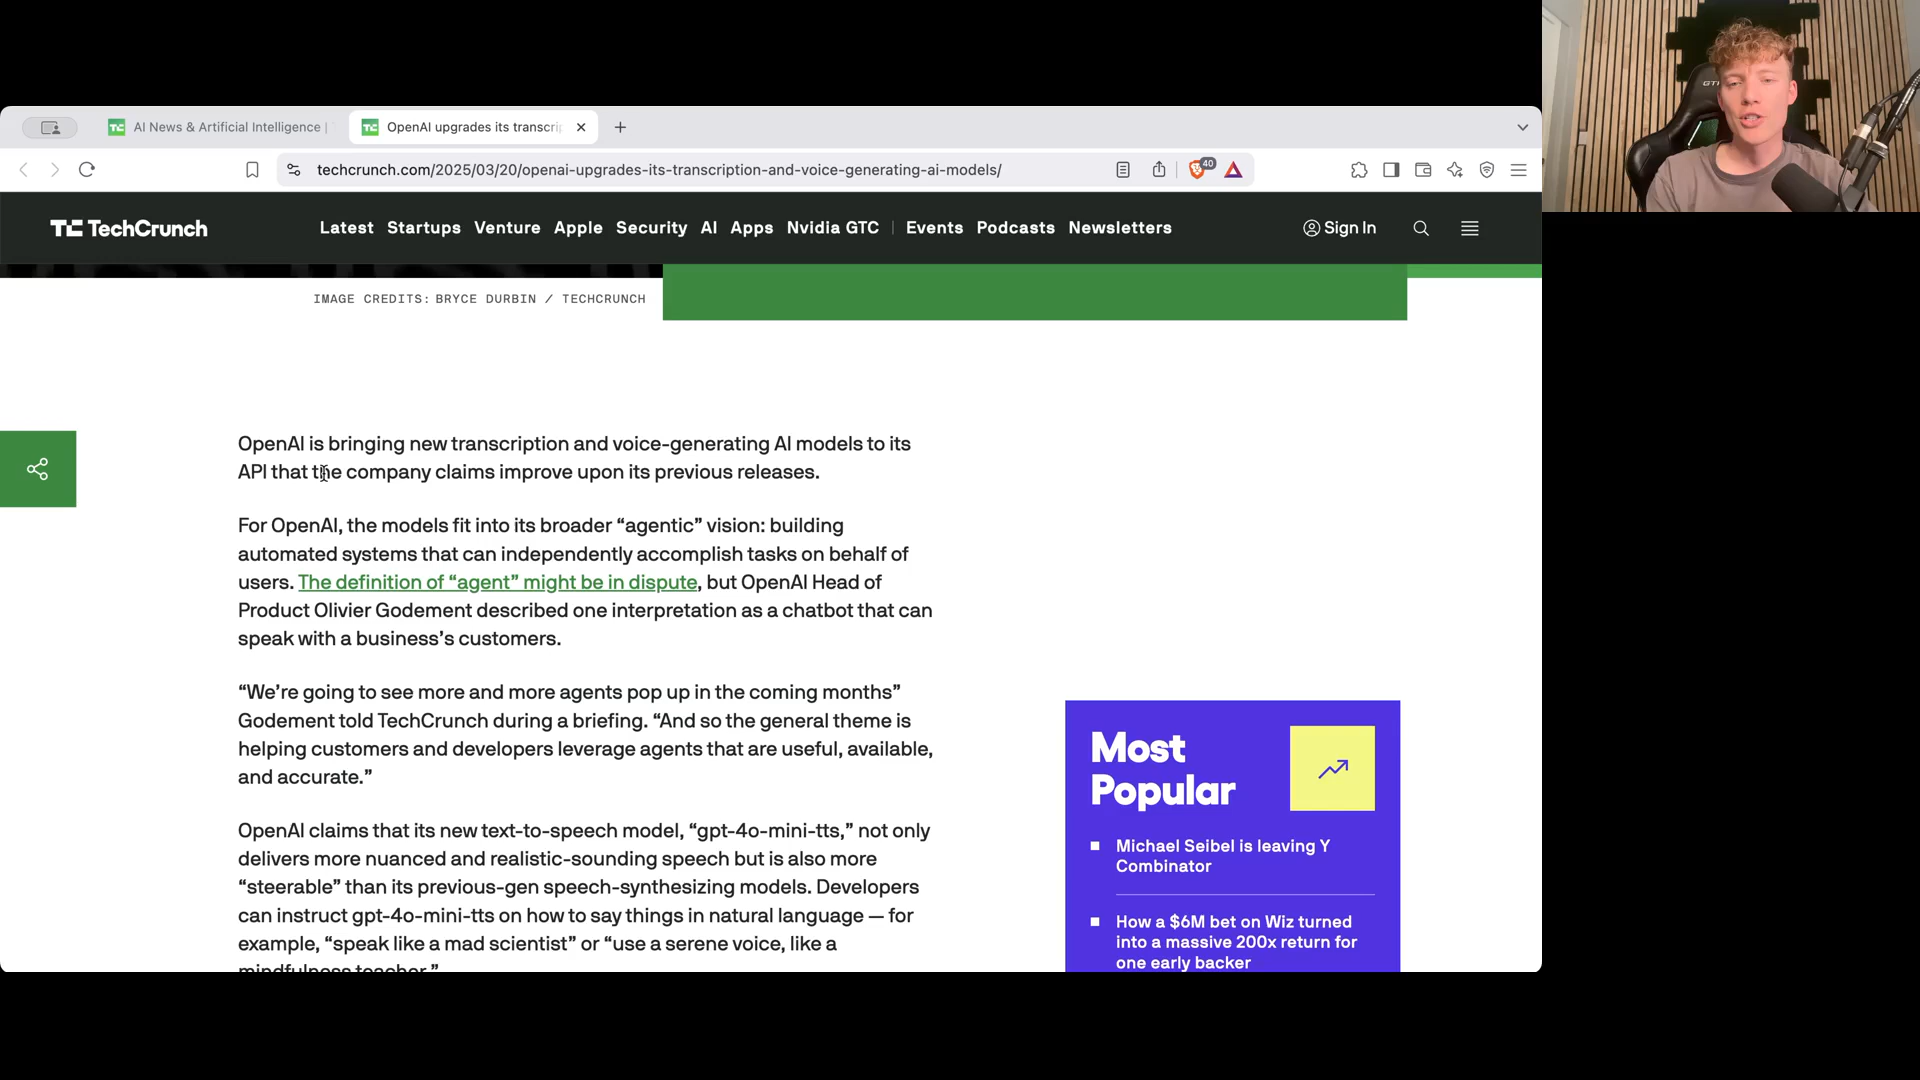 AI News & Artificial Intelligence |
OpenAI upgrades its transcri
techcrunch.com/2025/03/20/openai-upgrades-its-transcription-and-voice-generating-ai-models/
40
TechCrunch
Latest Startups Venture Apple Security AI Apps Nvidia GTC | Events Podcasts Newsletters
Sign In
IMAGE CREDITS: BRYCE DURBIN / TECHCRUNCH
OpenAI is bringing new transcription and voice-generating AI models to its
API that the company claims improve upon its previous releases.
For OpenAI, the models fit into its broader “agentic” vision: building
automated systems that can independently accomplish tasks on behalf of
users. The definition of “agent” might be in dispute, but OpenAI Head of
Product Olivier Godement described one interpretation as a chatbot that can
speak with a business’s customers.
“We’re going to see more and more agents pop up in the coming months”
Godement told TechCrunch during a briefing. “And so the general theme is
helping customers and developers leverage agents that are useful, available,
and accurate.”
OpenAI claims that its new text-to-speech model, “gpt-4o-mini-tts,” not only
delivers more nuanced and realistic-sounding speech but is also more
“steerable” than its previous-gen speech-synthesizing models. Developers
can instruct gpt-4o-mini-tts on how to say things in natural language — for
example, “speak like a mad scientist” or “use a serene voice, like a
mindfulness teacher.”
Most
Popular
Michael Seibel is leaving Y
Combinator
How a $6M bet on Wiz turned
into a massive 200x return for
one early backer